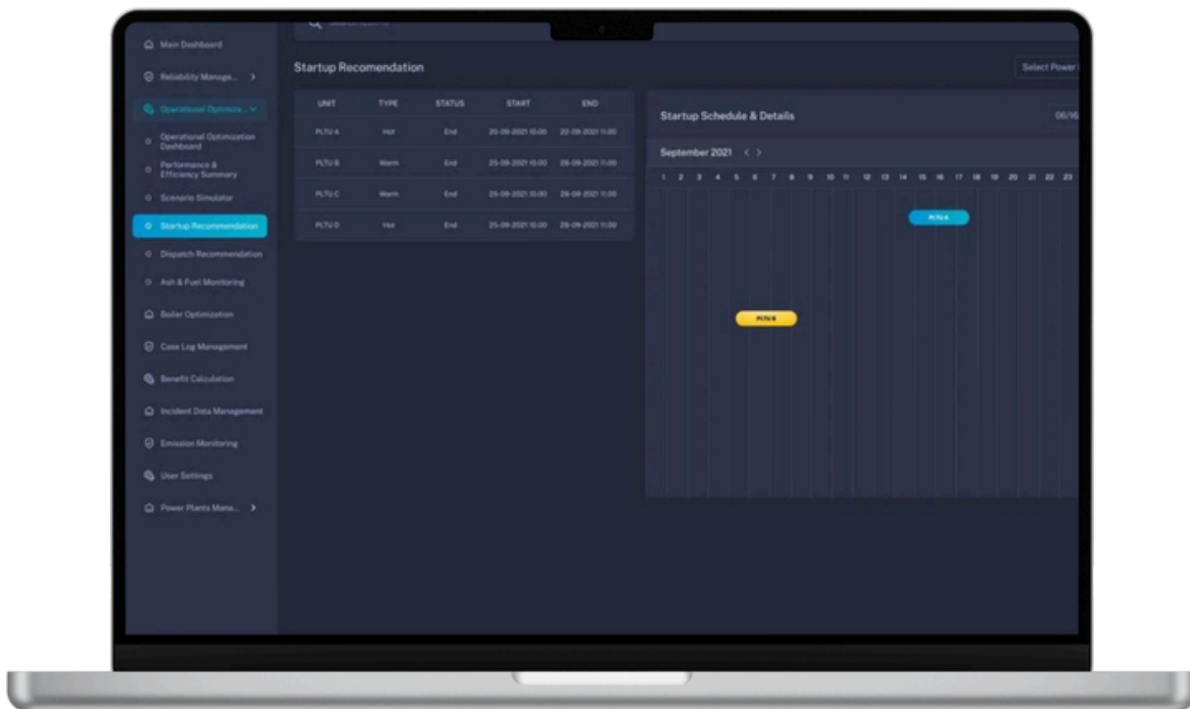 Main Dashboard
Reliability Manage...
Operational Optimiza...
Operational Optimization
Dashboard
Performance &
Efficiency Summary
Scenario Simulator
Startup Recommendation
Dispatch Recommendation
Ash & Fuel Monitoring
Boiler Optimization
Case Log Management
Benefit Calculation
Incident Data Management
Emission Monitoring
User Settings
Power Plants Mana...
Startup Recomendation
Select Power
UNIT TYPE STATUS START END
PLTU A Hot End 20-09-2021 10.00 22-09-2021 11.00
PLTU B Warm End 25-09-2021 10.00 28-09-2021 11.00
PLTU C Warm End 25-09-2021 10.00 28-09-2021 11.00
PLTU D Hot End 25-09-2021 10.00 28-09-2021 11.00
Startup Schedule & Details
06/16
September 2021 < >
1 2 3 4 5 6 7 8 9 10 11 12 13 14 15 16 17 18 19 20 21 22 23
PLTU A
PLTU B